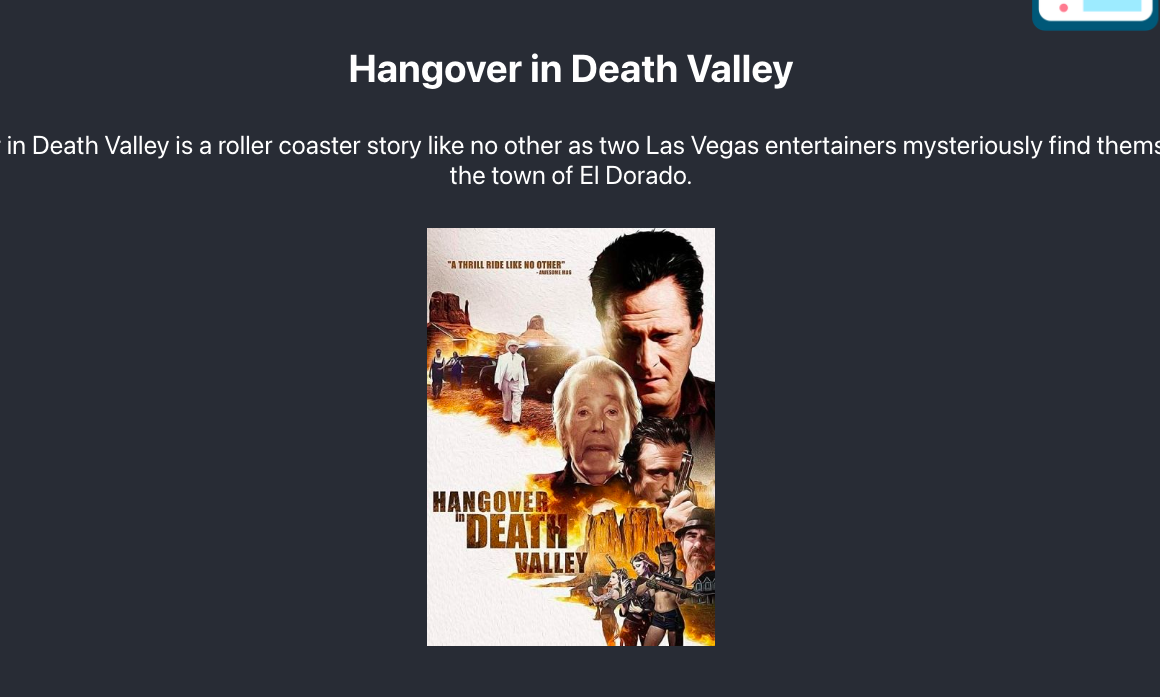 Hangover in Death Valley
in Death Valley is a roller coaster story like no other as two Las Vegas entertainers mysteriously find thems
the town of El Dorado.
"A THRILL RIDE LIKE NO OTHER"
HANGOVER
in DEATH
VALLEY